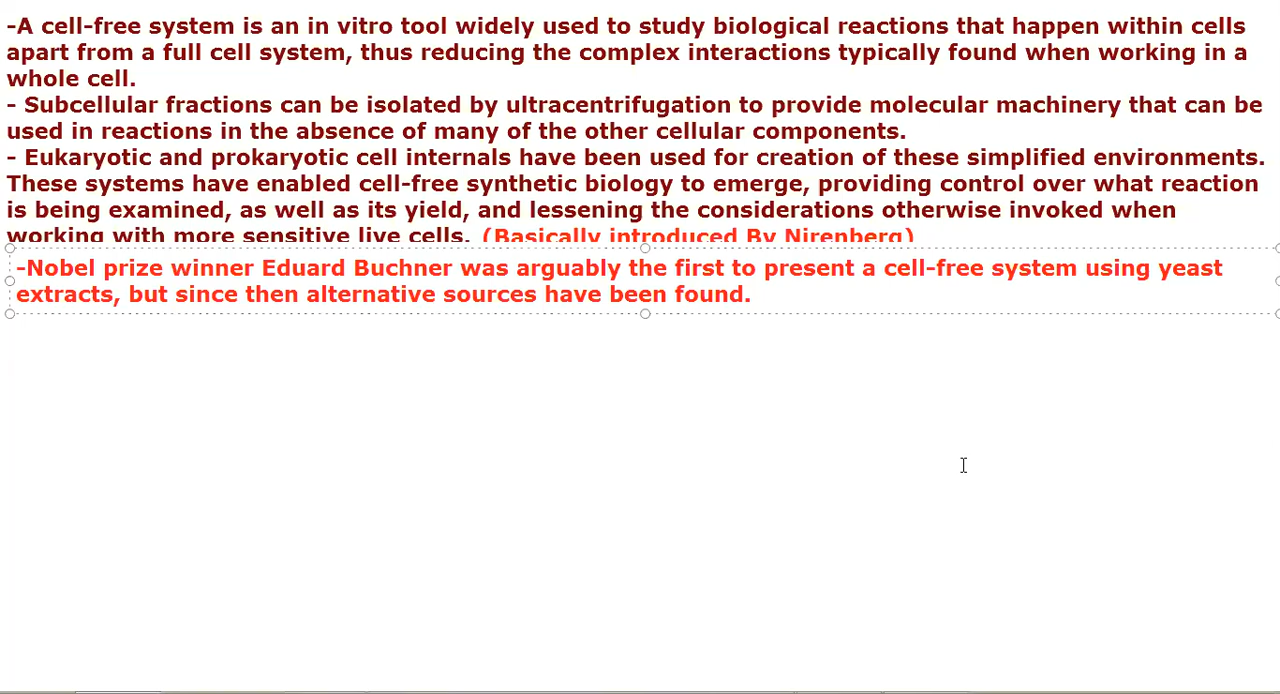 -A cell-free system is an in vitro tool widely used to study biological reactions that happen within cells
apart from a full cell system, thus reducing the complex interactions typically found when working in a
whole cell.
- Subcellular fractions can be isolated by ultracentrifugation to provide molecular machinery that can be
used in reactions in the absence of many of the other cellular components.
- Eukaryotic and prokaryotic cell internals have been used for creation of these simplified environments.
These systems have enabled cell-free synthetic biology to emerge, providing control over what reaction
is being examined, as well as its yield, and lessening the considerations otherwise invoked when
working with more sensitive live cells. (Basically introduced By Nirenberg)
-Nobel prize winner Eduard Buchner was arguably the first to present a cell-free system using yeast
extracts, but since then alternative sources have been found.